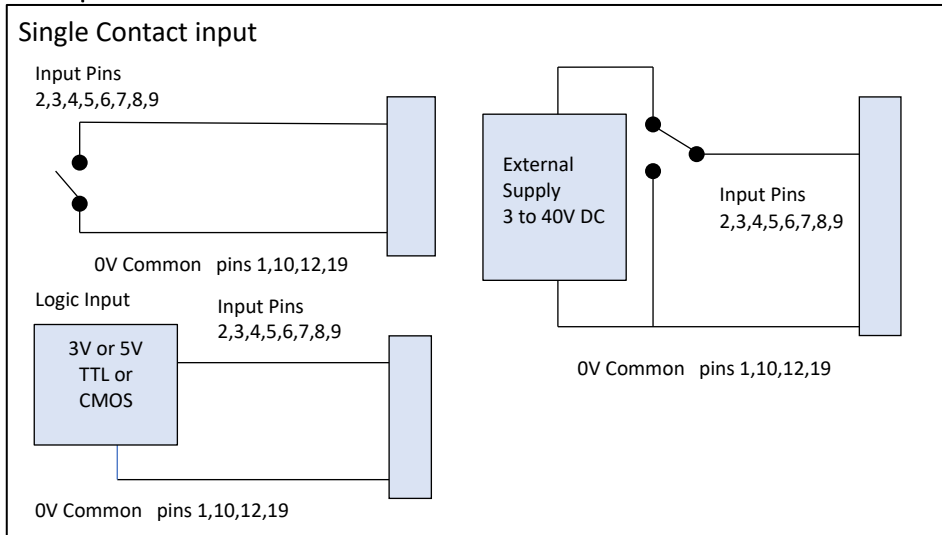 Single Contact input
Input Pins
2,3,4,5,6,7,8,9
0V Common pins 1,10,12,19
External
Supply
3 to 40V DC
Input Pins
2,3,4,5,6,7,8,9
0V Common pins 1,10,12,19
Logic Input
Input Pins
2,3,4,5,6,7,8,9
3V or 5V
TTL or
CMOS
0V Common pins 1,10,12,19